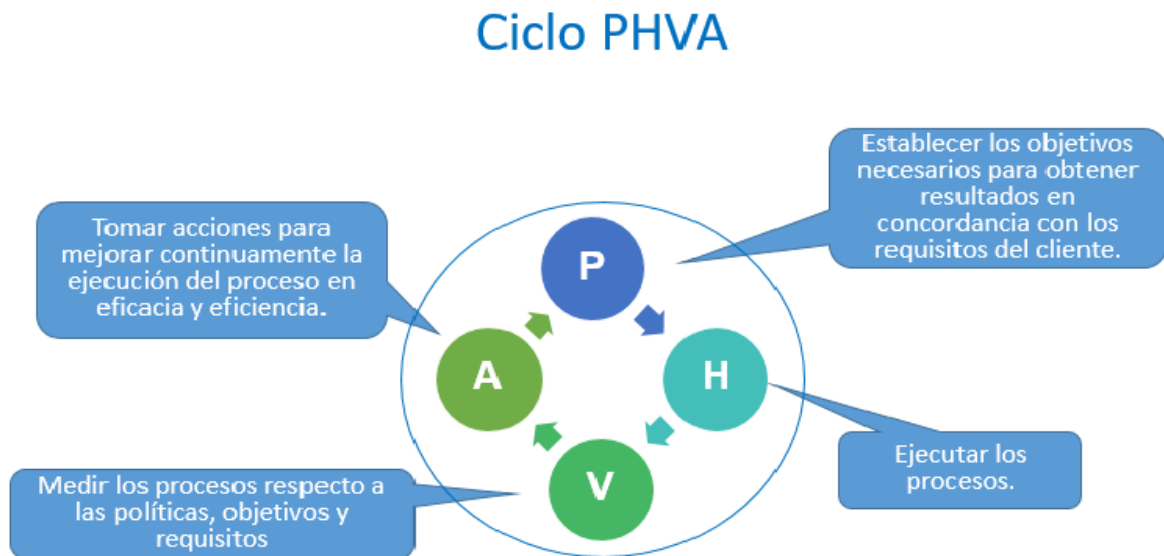 Ciclo PHVA
Establecer los objetivos
necesarios para obtener
resultados en
concordancia con los
requisitos del cliente.
Tomar acciones para
mejorar continuamente la
ejecución del proceso en
eficacia y eficiencia.
P
A
H
V
Ejecutar los
procesos.
Medir los procesos respecto a
las políticas, objetivos y
requisitos